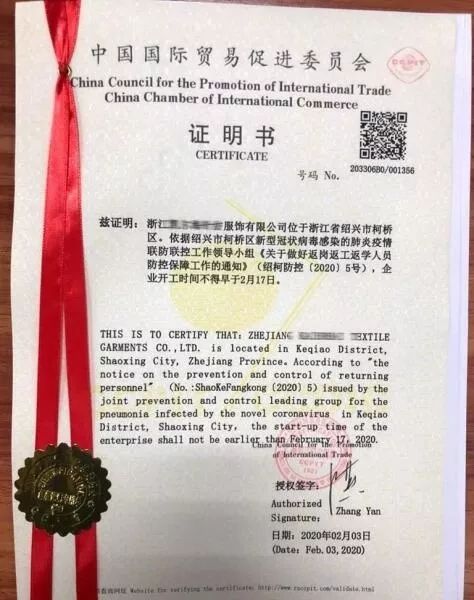 中国国际贸易促进委员会
CCPIT
China Council for the Promotion of International Trade
China Chamber of International Commerce
证明书
CERTIFICATE
号码 No. 203306B0/001356
兹证明：浙江服饰有限公司位于浙江省绍兴市柯桥
区。依据绍兴市柯桥区新型冠状病毒感染的肺炎疫情
联防联控工作领导小组《关于做好返岗返工返学人员
防控保障工作的通知》（绍柯防控〔2020〕5号），企业
开工时间不得早于2月17日。
THIS IS TO CERTIFY THAT: ZHEJIANG TEXTILE
GARMENTS CO.,LTD. is located in Keqiao District,
Shaoxing City, Zhejiang Province. According to "the
notice on the prevention and control of returning
personnel" (No.:ShaoKeFangkong〔2020〕5) issued by the
joint prevention and control leading group for the
pneumonia infected by the novel coronavirus in Keqiao
District, Shaoxing City, the start-up time of the
enterprise shall not be earlier than February 17, 2020.
China Council for the Promotion
of International Trade
CCPIT
授权签字：
Authorized
Signature:
Zhang Yan
日期：2020年02月03日
(Date: Feb.03,2020)
Website for verifying the certificate: http://www.rzccpit.com/validate.html